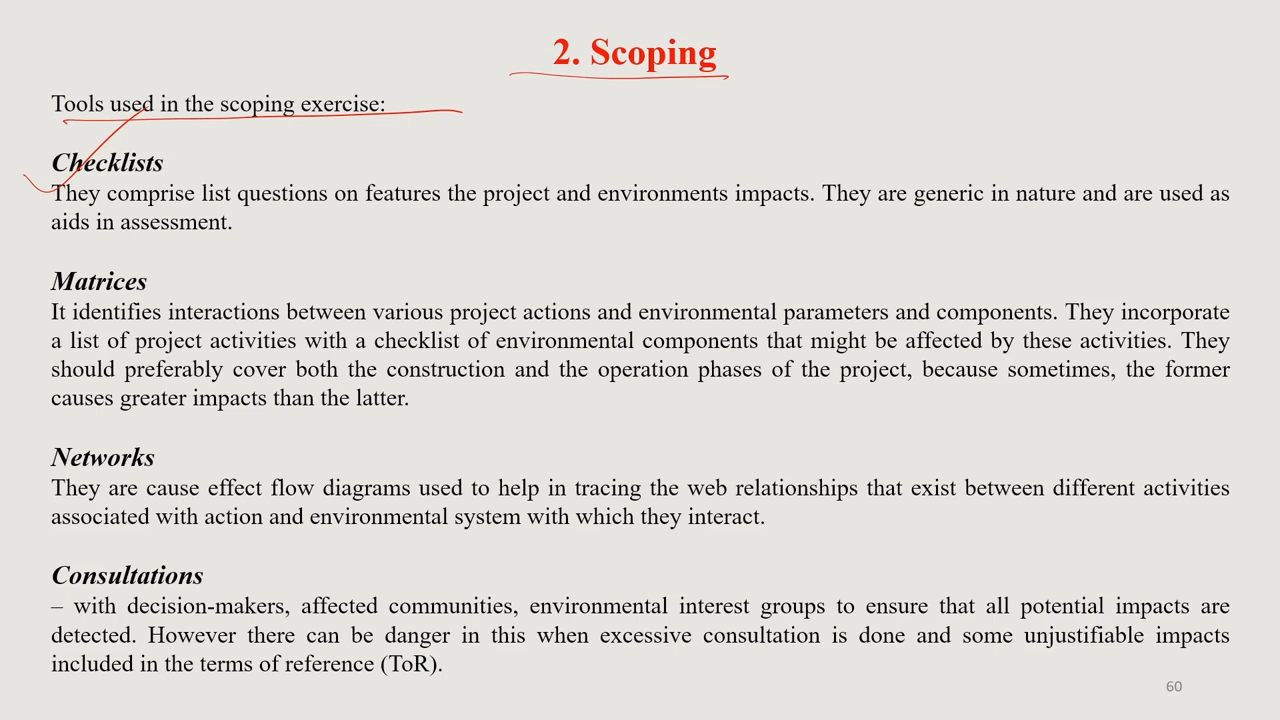 2. Scoping
Tools used in the scoping exercise:
Checklists
They comprise list questions on features the project and environments impacts. They are generic in nature and are used as
aids in assessment.
Matrices
It identifies interactions between various project actions and environmental parameters and components. They incorporate
a list of project activities with a checklist of environmental components that might be affected by these activities. They
should preferably cover both the construction and the operation phases of the project, because sometimes, the former
causes greater impacts than the latter.
Networks
They are cause effect flow diagrams used to help in tracing the web relationships that exist between different activities
associated with action and environmental system with which they interact.
Consultations
– with decision-makers, affected communities, environmental interest groups to ensure that all potential impacts are
detected. However there can be danger in this when excessive consultation is done and some unjustifiable impacts
included in the terms of reference (ToR).
60